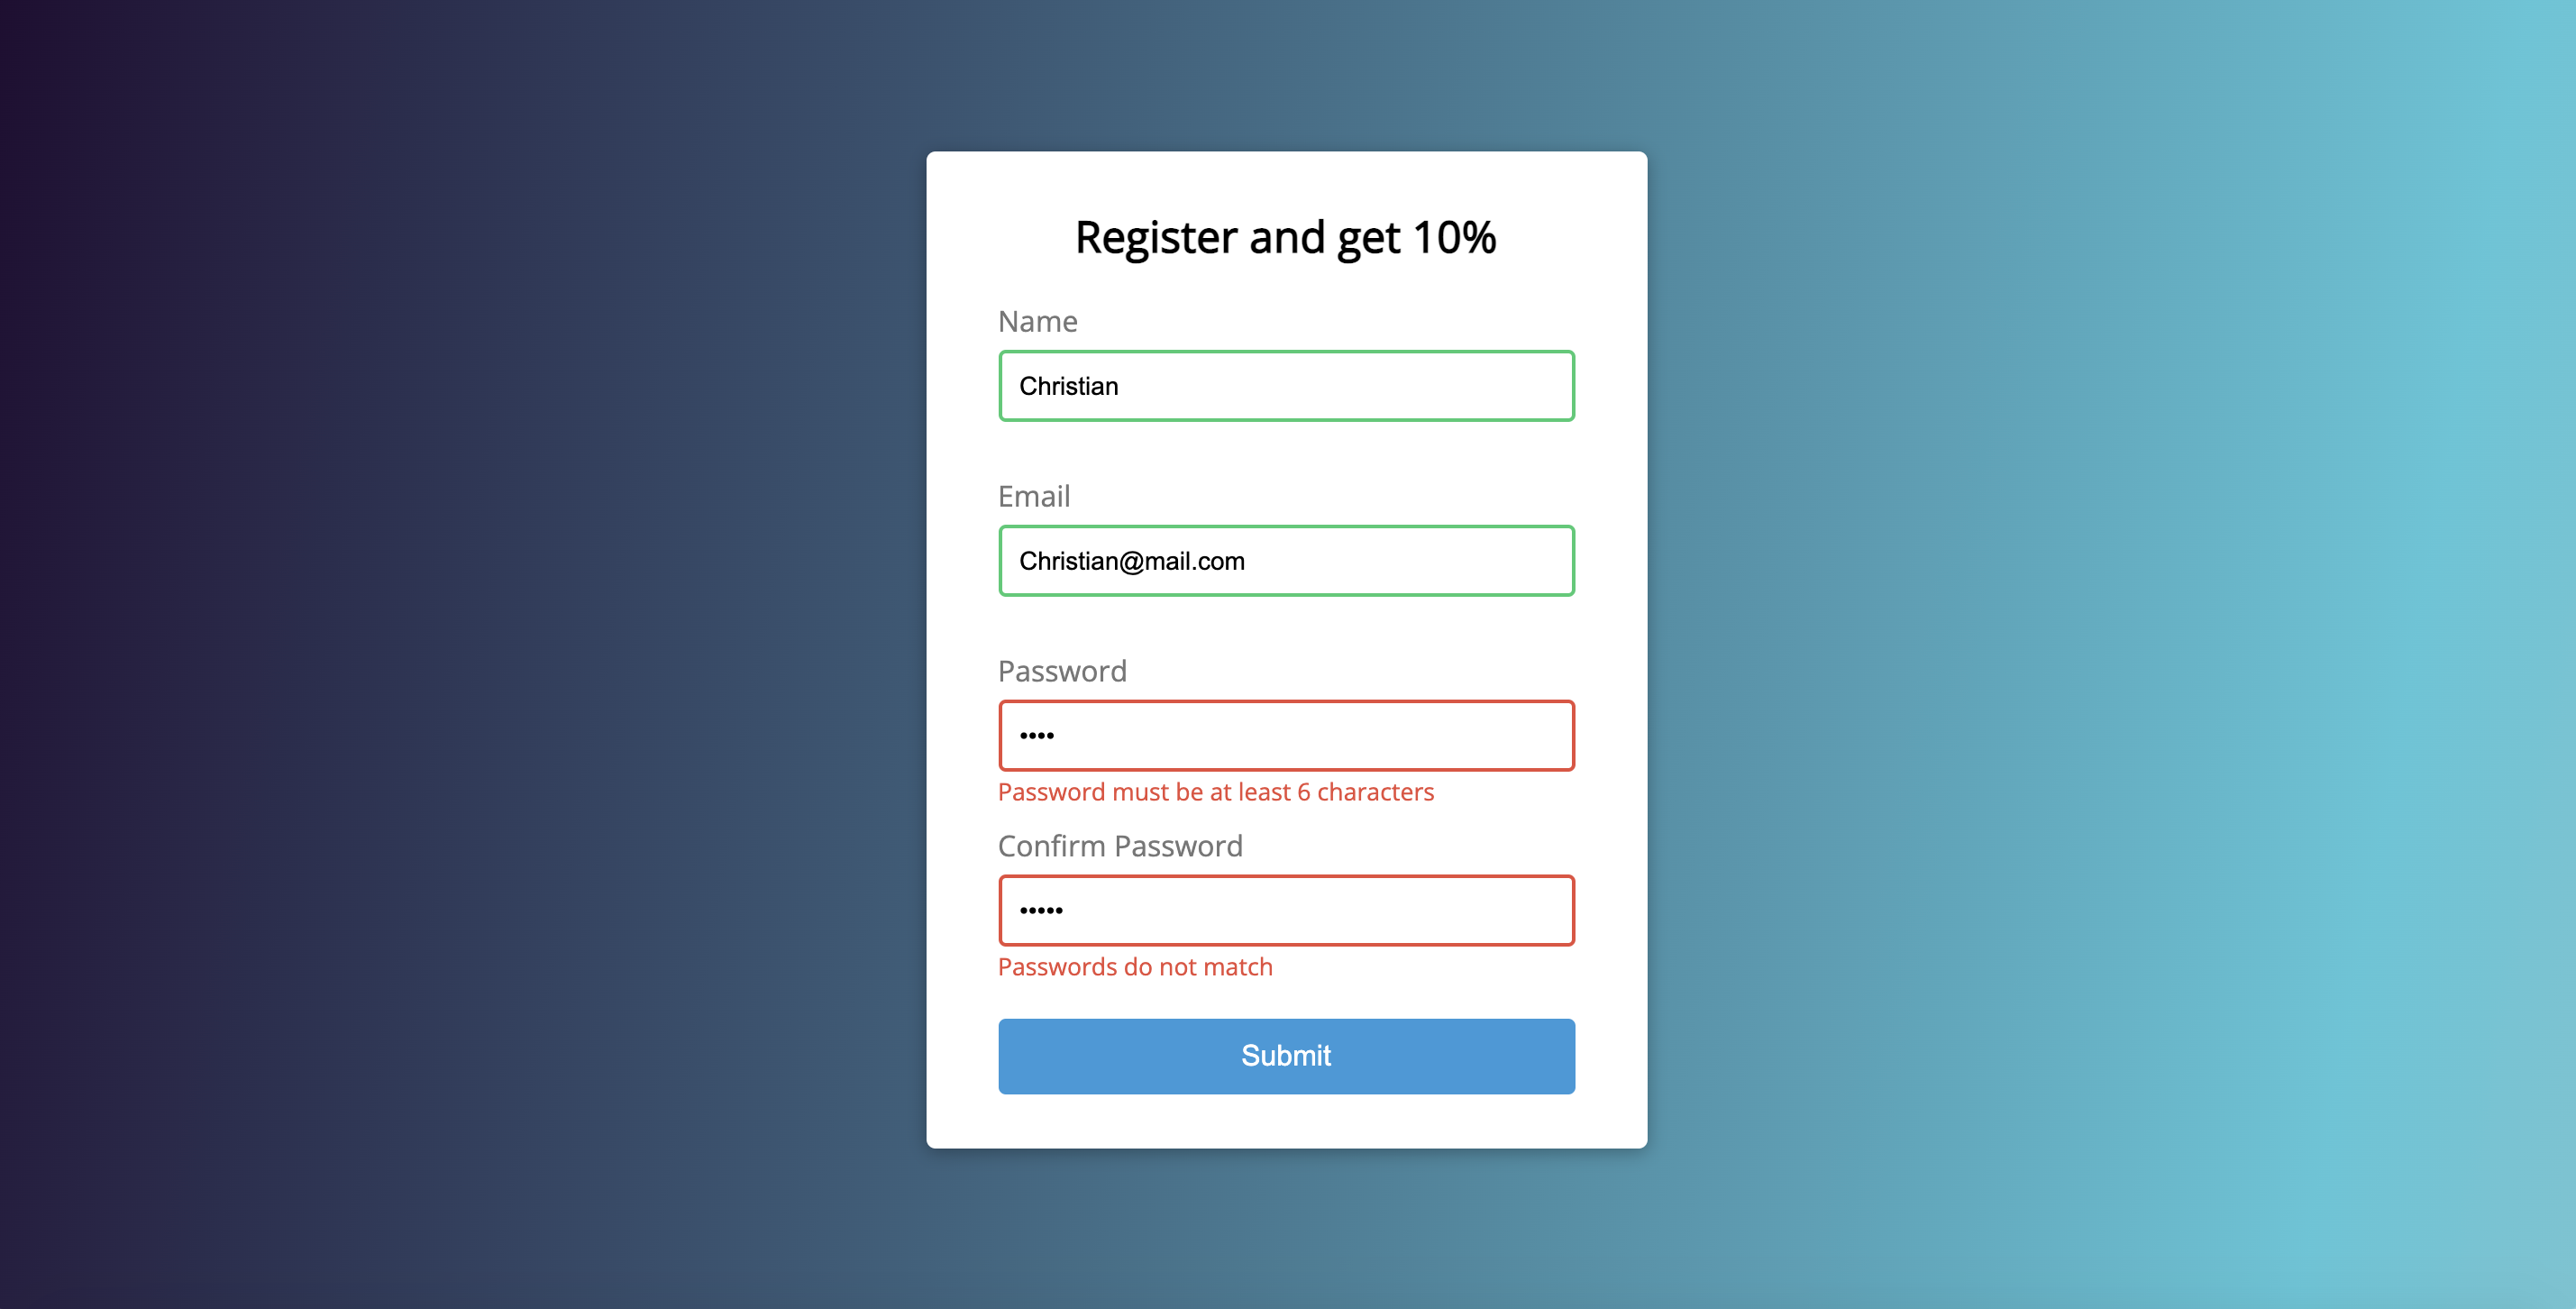 Register and get 10%
Name
Christian
Email
Christian@mail.com
Password
••••
Password must be at least 6 characters
Confirm Password
•••••
Passwords do not match
Submit